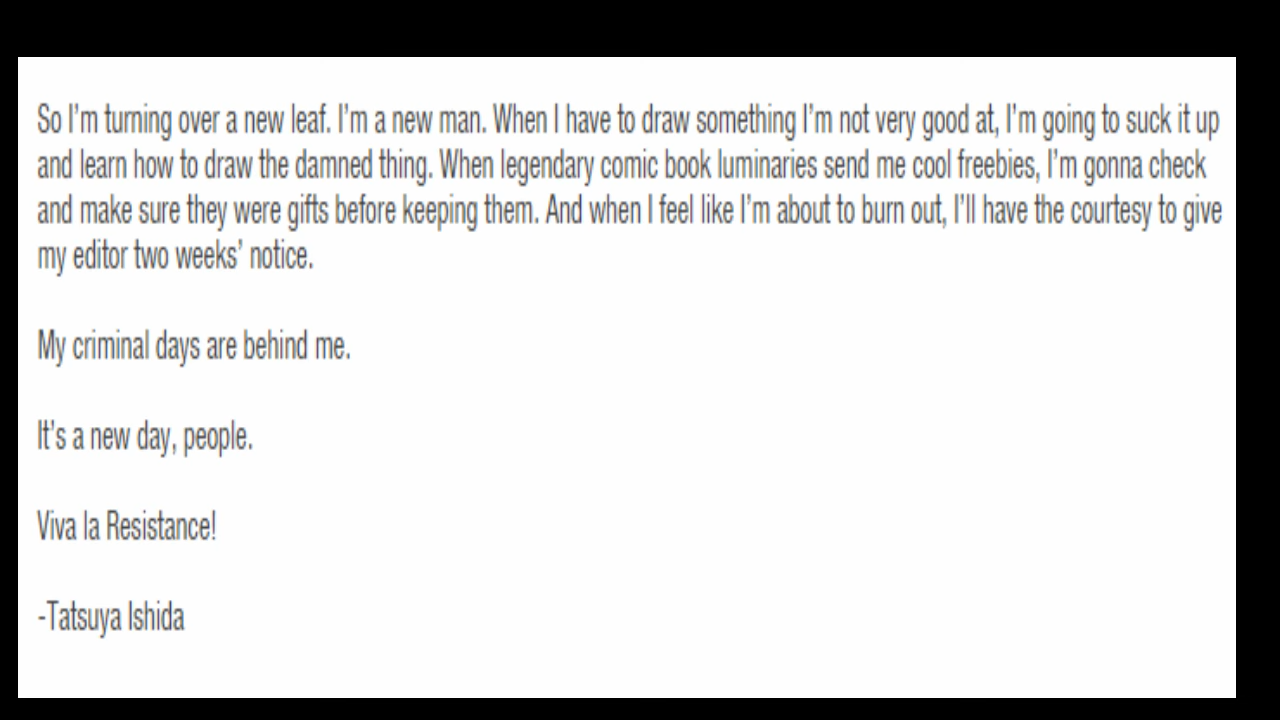 So I'm turning over a new leaf. I'm a new man. When I have to draw something I'm not very good at, I'm going to suck it up
and learn how to draw the damned thing. When legendary comic book luminaries send me cool freebies, I'm gonna check
and make sure they were gifts before keeping them. And when I feel like I'm about to burn out, I'll have the courtesy to give
my editor two weeks' notice.
My criminal days are behind me.
It's a new day, people.
Viva la Resistance!
-Tatsuya Ishida